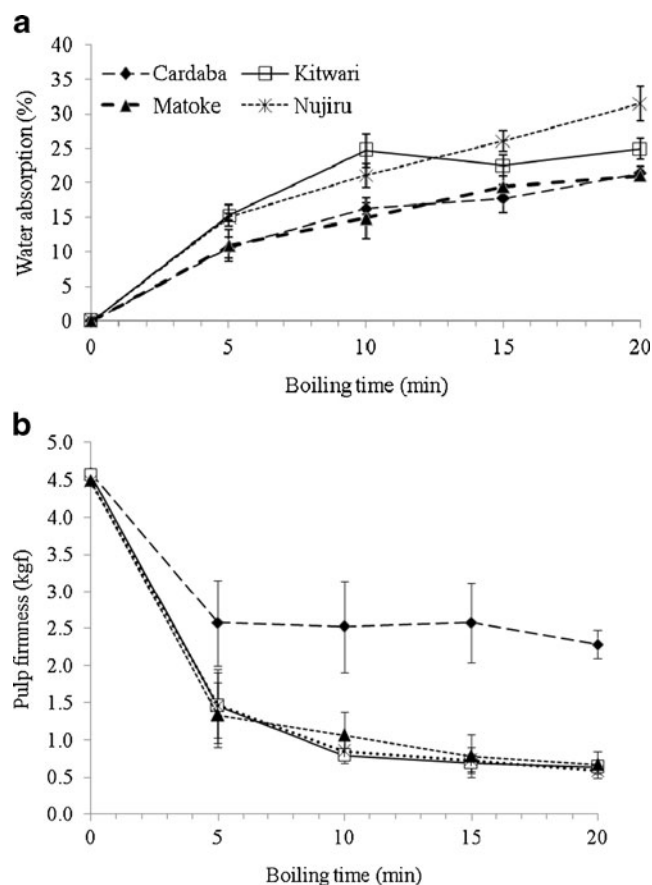 a
40
35
30
25
20
15
10
5
0
Water absorption (%)
Cardaba Kitwari
Matoke Nujiru
0 5 10 15 20
Boiling time (min)
b
5.0
4.5
4.0
3.5
3.0
2.5
2.0
1.5
1.0
0.5
0.0
Pulp firmness (kgf)
0 5 10 15 20
Boiling time (min)